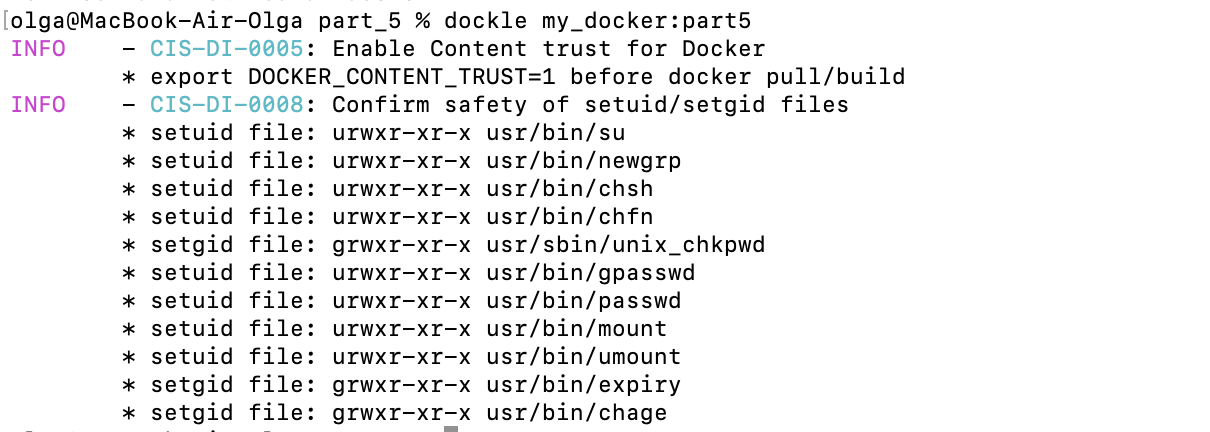 [olga@MacBook-Air-Olga part_5 % dockle my_docker:part5
INFO    - CIS-DI-0005: Enable Content trust for Docker
        * export DOCKER_CONTENT_TRUST=1 before docker pull/build
INFO    - CIS-DI-0008: Confirm safety of setuid/setgid files
        * setuid file: urwxr-xr-x usr/bin/su
        * setuid file: urwxr-xr-x usr/bin/newgrp
        * setuid file: urwxr-xr-x usr/bin/chsh
        * setuid file: urwxr-xr-x usr/bin/chfn
        * setgid file: grwxr-xr-x usr/sbin/unix_chkpwd
        * setuid file: urwxr-xr-x usr/bin/gpasswd
        * setuid file: urwxr-xr-x usr/bin/passwd
        * setuid file: urwxr-xr-x usr/bin/mount
        * setuid file: urwxr-xr-x usr/bin/umount
        * setgid file: grwxr-xr-x usr/bin/expiry
        * setgid file: grwxr-xr-x usr/bin/chage